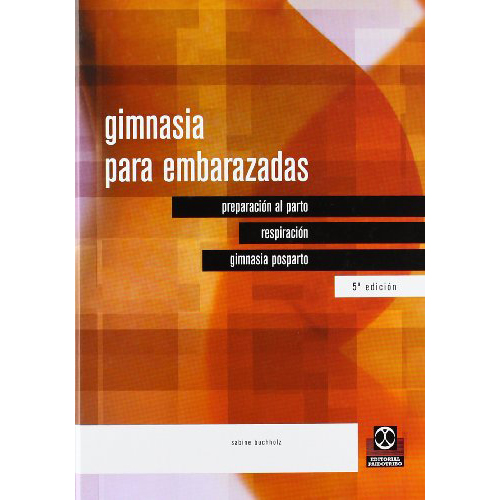 gimnasia
para embarazadas
preparación al parto
respiración
gimnasia posparto
5ª edición
sabine buchholz
EDITORIAL
PAIDOTRIBO